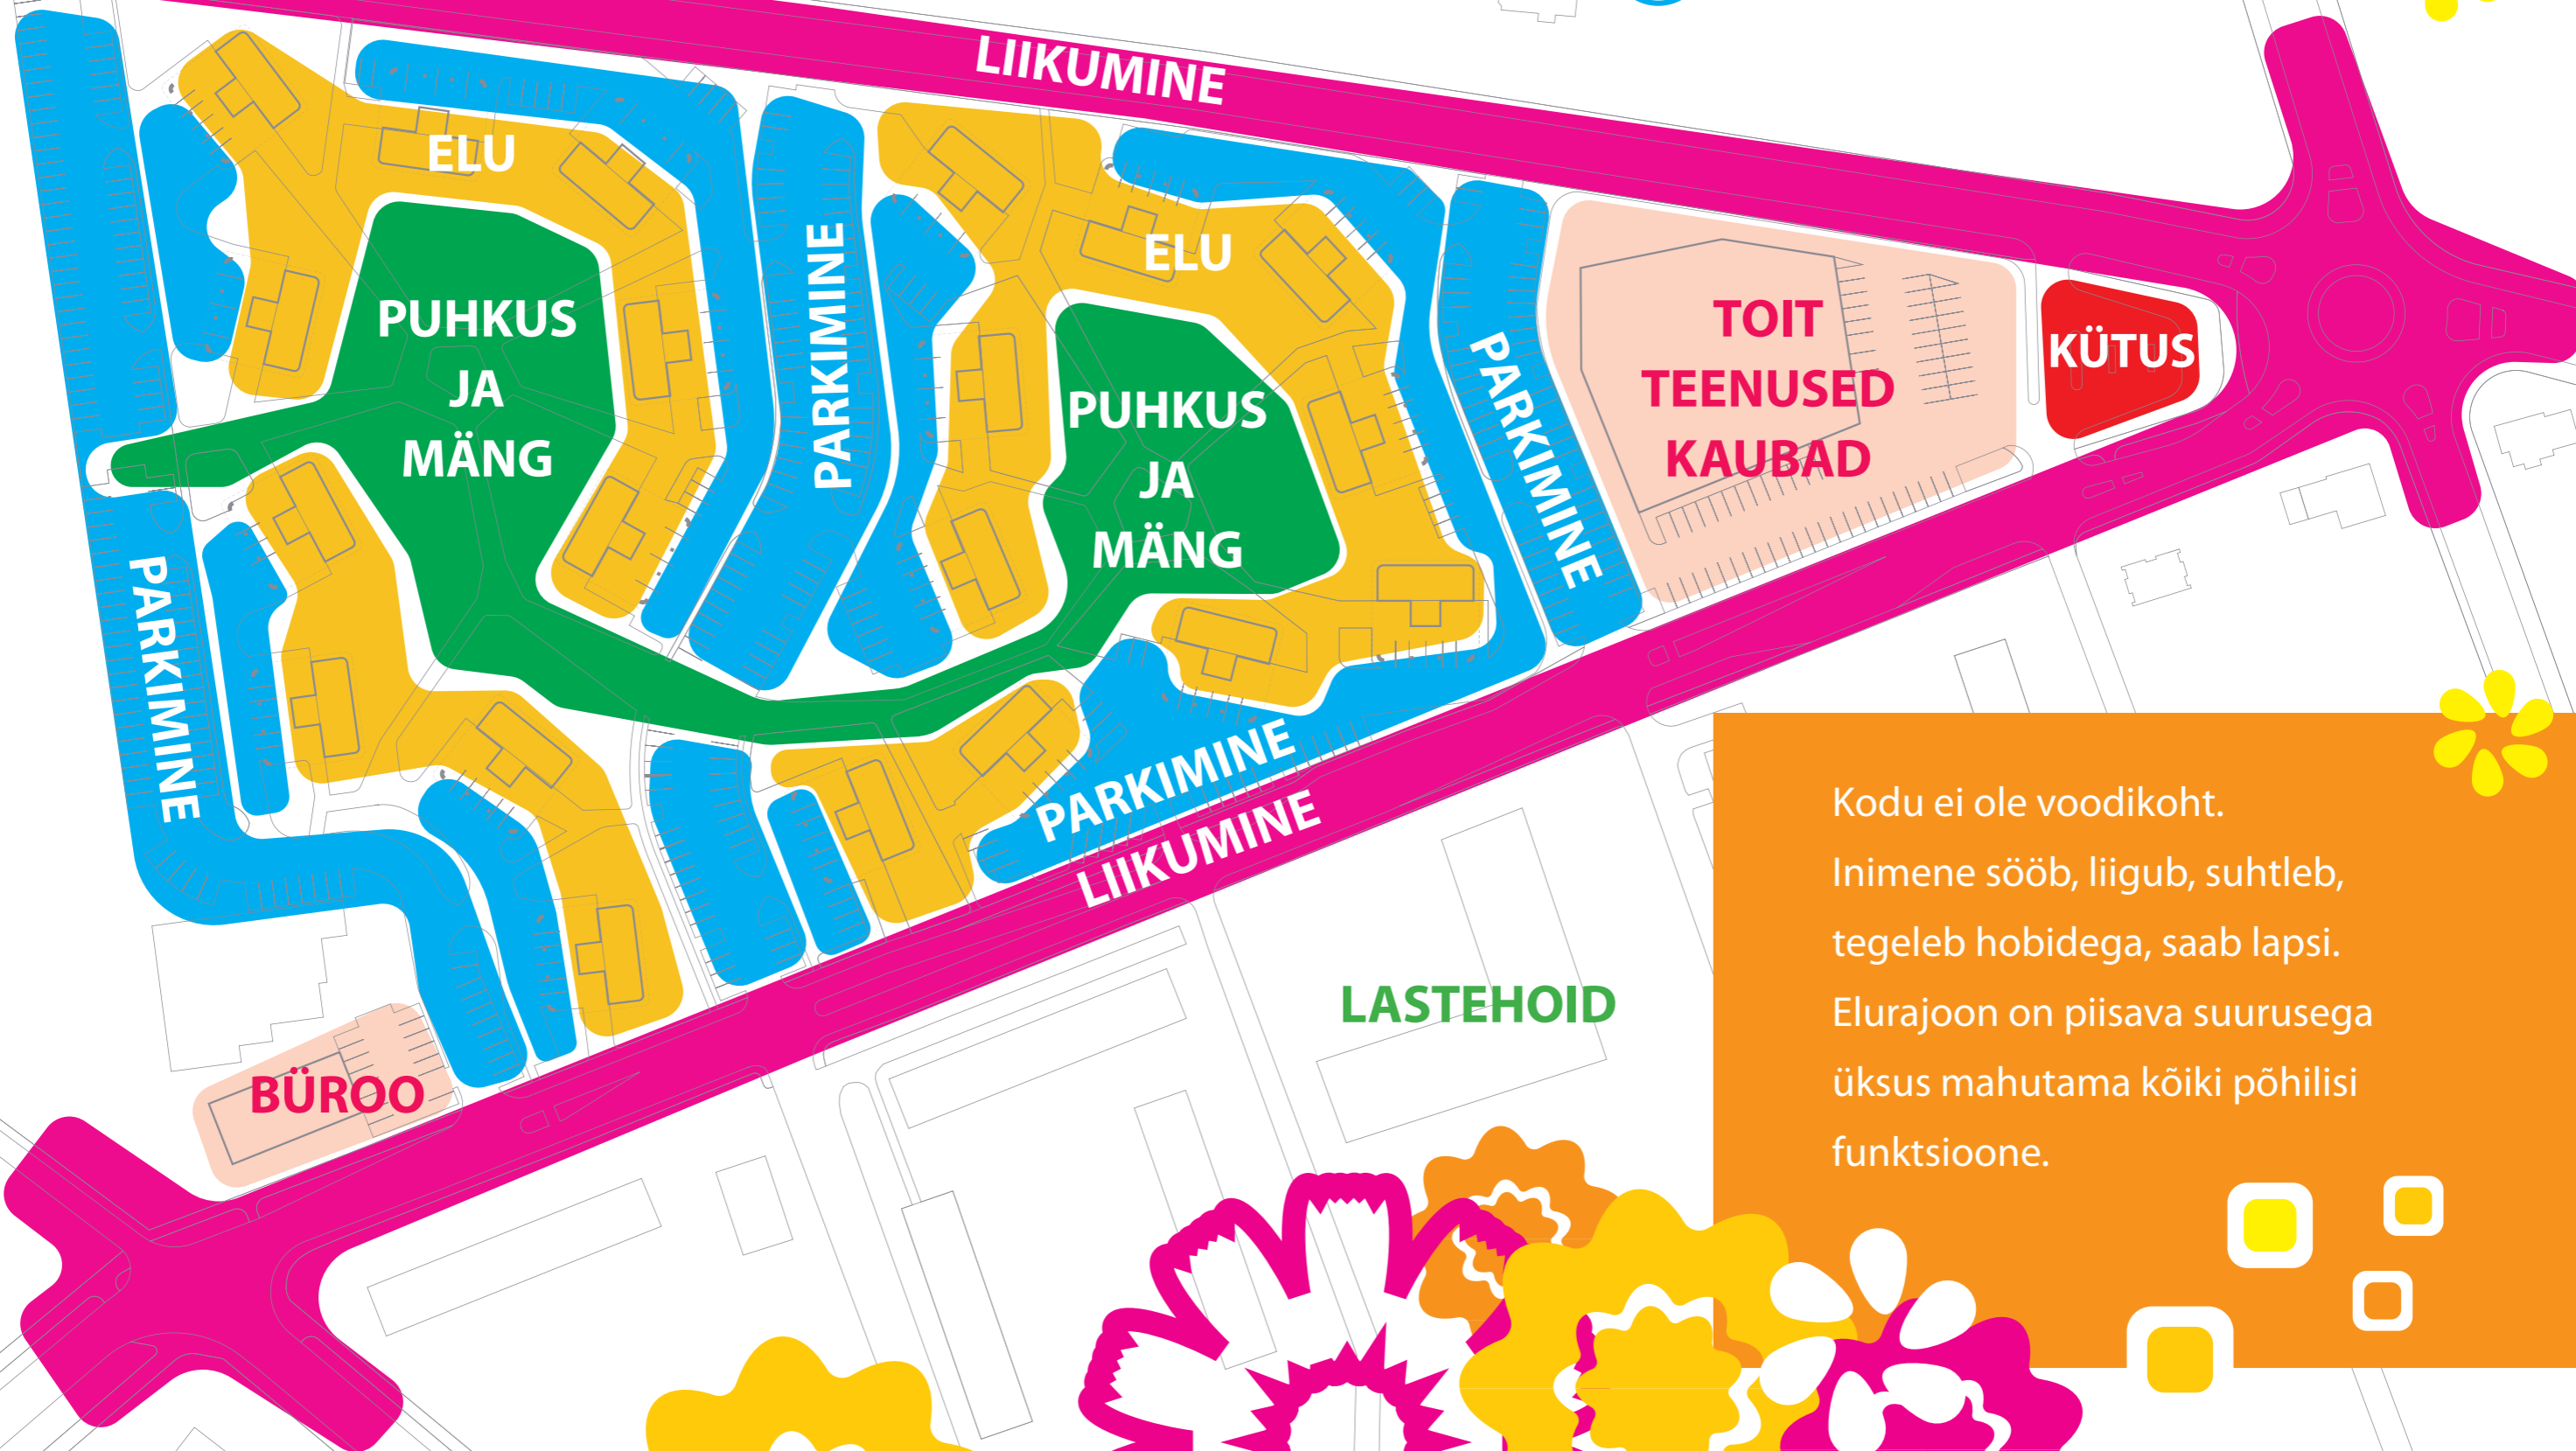 LIIKUMINE
ELU
PUHKUS
JA
MÄNG
PARKIMINE
ELU
PUHKUS
JA
MÄNG
PARKIMINE
TOIT
TEENUSED
KAUBAD
KÜTUS
PARKIMINE
PARKIMINE
LIIKUMINE
BÜROO
LASTEHOID
Kodu ei ole voodikoht.
Inimene sööb, liigub, suhtleb,
tegeleb hobidega, saab lapsi.
Elurajoon on piisava suurusega
üksus mahutama kõiki põhilisi
funktsioone.